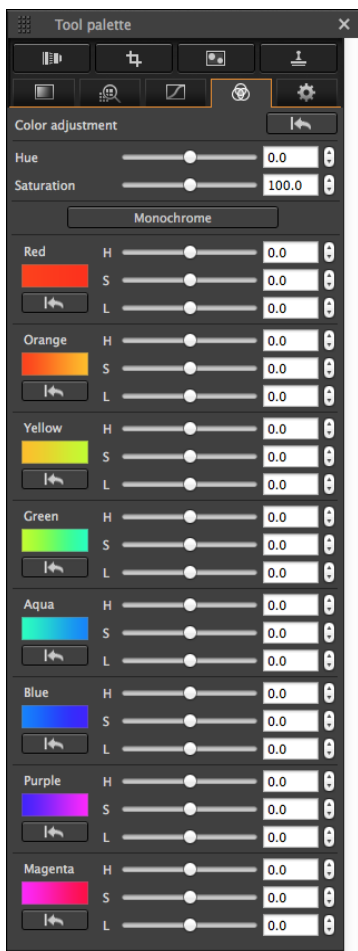 Tool palette
Color adjustment
Hue 0.0
Saturation 100.0
Monochrome
Red H 0.0
S 0.0
L 0.0
Orange H 0.0
S 0.0
L 0.0
Yellow H 0.0
S 0.0
L 0.0
Green H 0.0
S 0.0
L 0.0
Aqua H 0.0
S 0.0
L 0.0
Blue H 0.0
S 0.0
L 0.0
Purple H 0.0
S 0.0
L 0.0
Magenta H 0.0
S 0.0
L 0.0